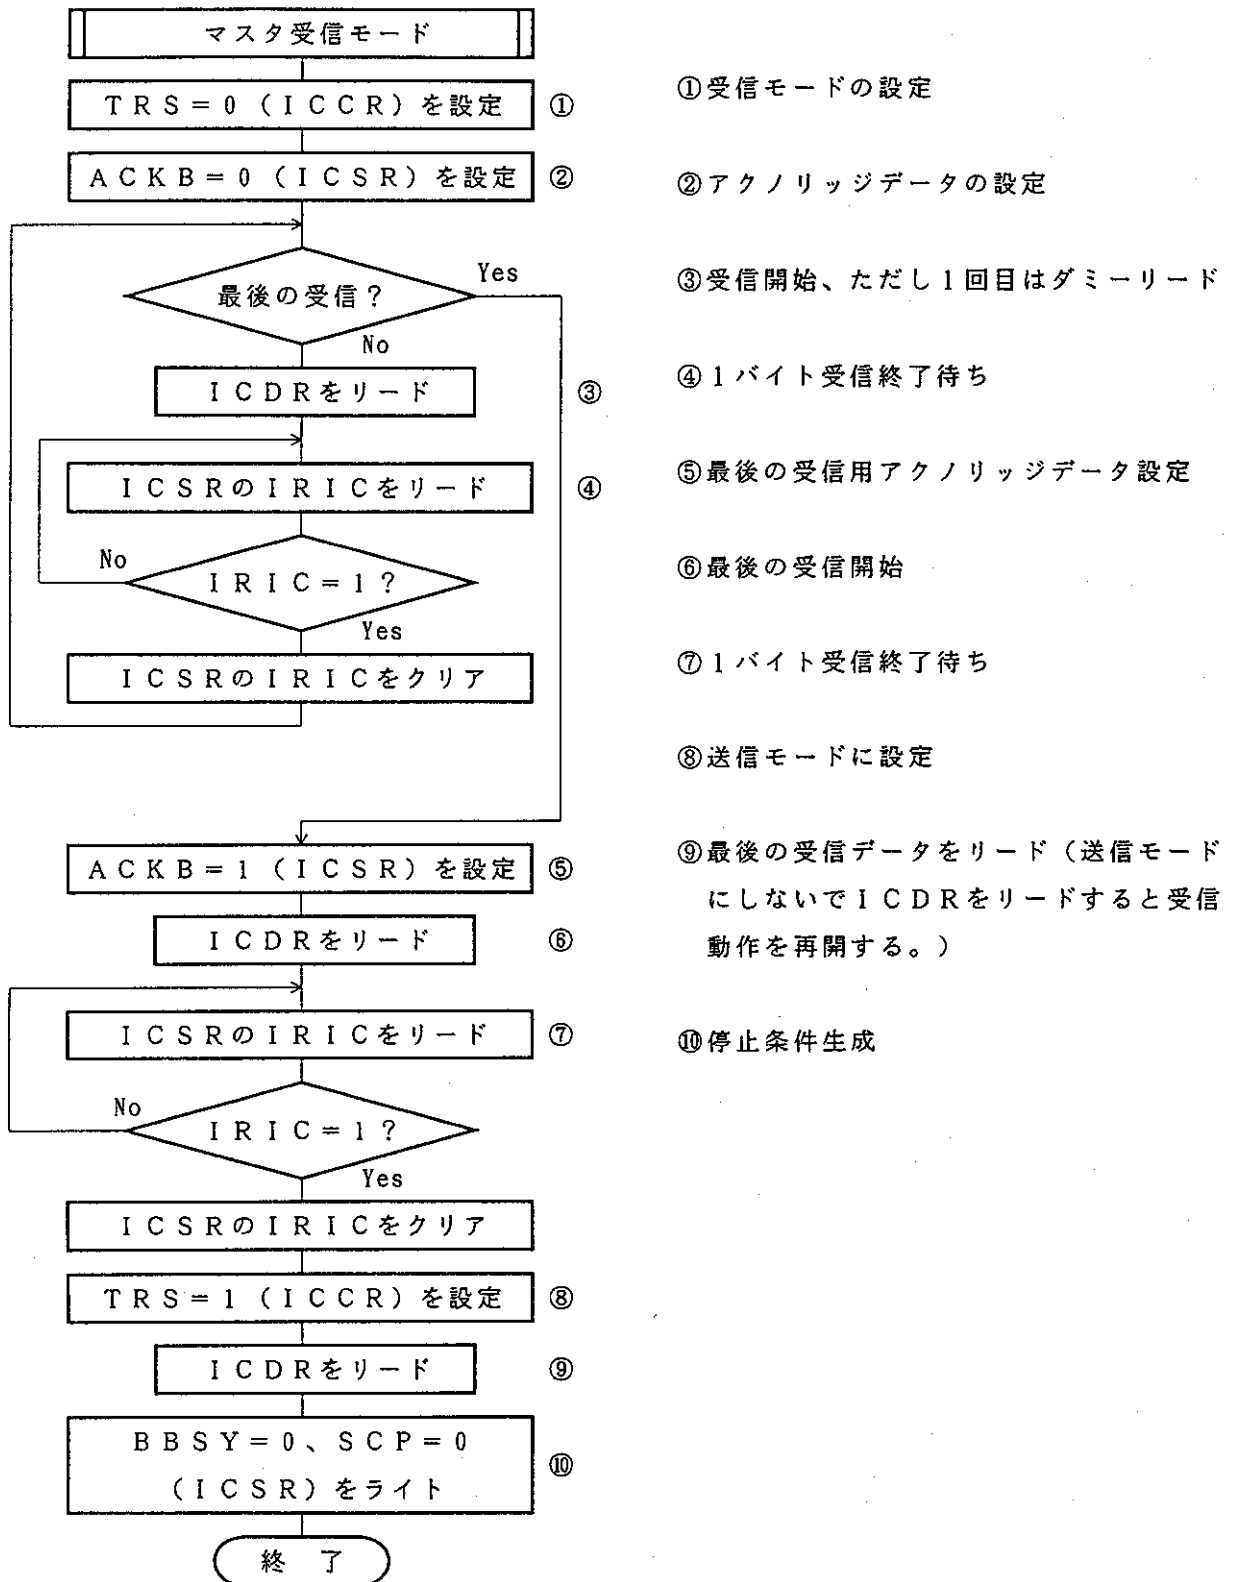 マスタ受信モード
TRS=0(ICCR)を設定 ①
ACKB=0(ICSR)を設定 ②
最後の受信?
Yes
No
ICDRをリード ③
ICSRのIRICをリード ④
No
IRIC=1?
Yes
ICSRのIRICをクリア
ACKB=1(ICSR)を設定 ⑤
ICDRをリード ⑥
ICSRのIRICをリード ⑦
No
IRIC=1?
Yes
ICSRのIRICをクリア
TRS=1(ICCR)を設定 ⑧
ICDRをリード ⑨
BBSY=0、SCP=0
(ICSR)をライト
⑩
終 了
①受信モードの設定
②アクノリッジデータの設定
③受信開始、ただし1回目はダミーリード
④1バイト受信終了待ち
⑤最後の受信用アクノリッジデータ設定
⑥最後の受信開始
⑦1バイト受信終了待ち
⑧送信モードに設定
⑨最後の受信データをリード(送信モード
にしないでICDRをリードすると受信
動作を再開する。)
⑩停止条件生成